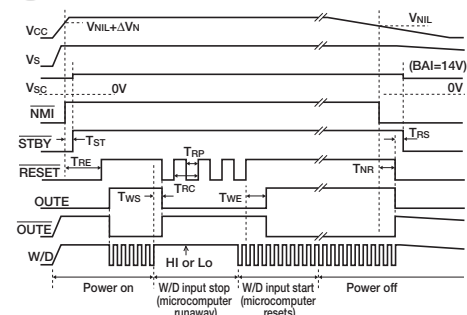 VCC
VNIL+ΔVN
VNIL
VS
(BAI=14V)
VSC
0V
0V
NMI
STBY
TST
TRS
TRE
TRP
RESET
TRC
TNR
TWS
TWE
OUTE
OUTE
W/D
HI or Lo
Power on
W/D input stop
(microcomputer
runaway)
W/D input start
(microcomputer
resets)
Power off